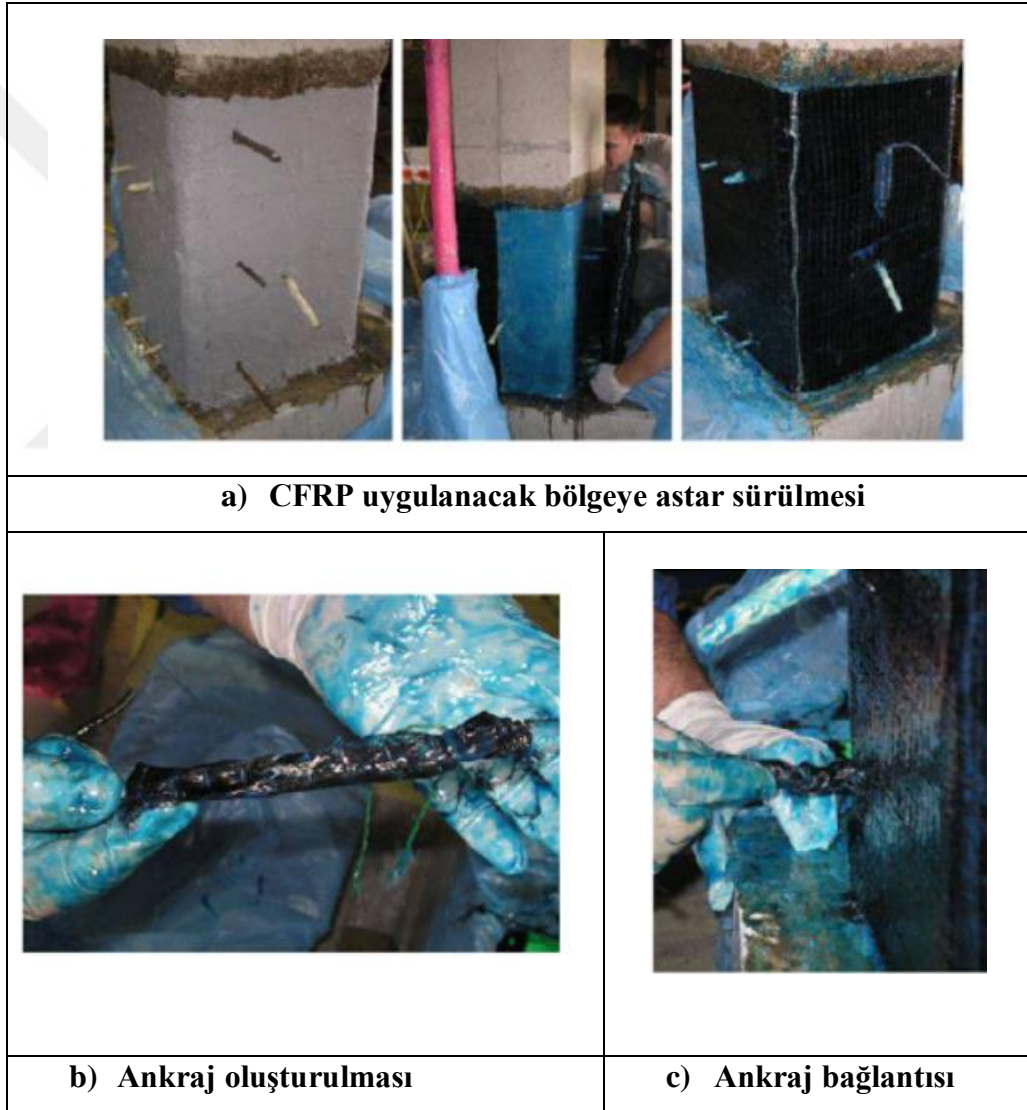 a) CFRP uygulanacak bölgeye astar sürülmesi
b) Ankraj oluşturulması
c) Ankraj bağlantısı